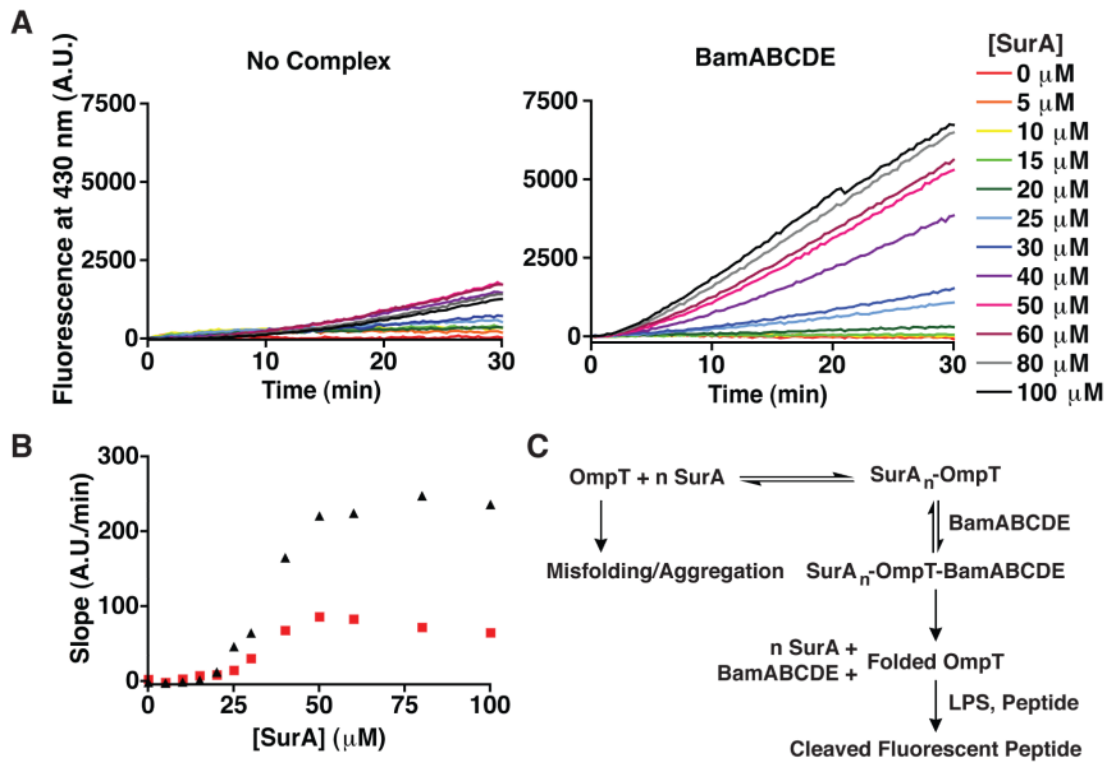 A
No Complex
BamABCDE
[SurA]
Fluorescence at 430 nm (A.U.)
7500
5000
2500
0
0
10
20
30
Time (min)
7500
5000
2500
0
0
10
20
30
Time (min)
0 μM
5 μM
10 μM
15 μM
20 μM
25 μM
30 μM
40 μM
50 μM
60 μM
80 μM
100 μM
B
Slope (A.U./min)
300
200
100
0
0
25
50
75
100
[SurA] (μM)
C
OmpT + n SurA
SurAn-OmpT
BamABCDE
Misfolding/Aggregation
SurAn-OmpT-BamABCDE
n SurA +
BamABCDE + Folded OmpT
LPS, Peptide
Cleaved Fluorescent Peptide